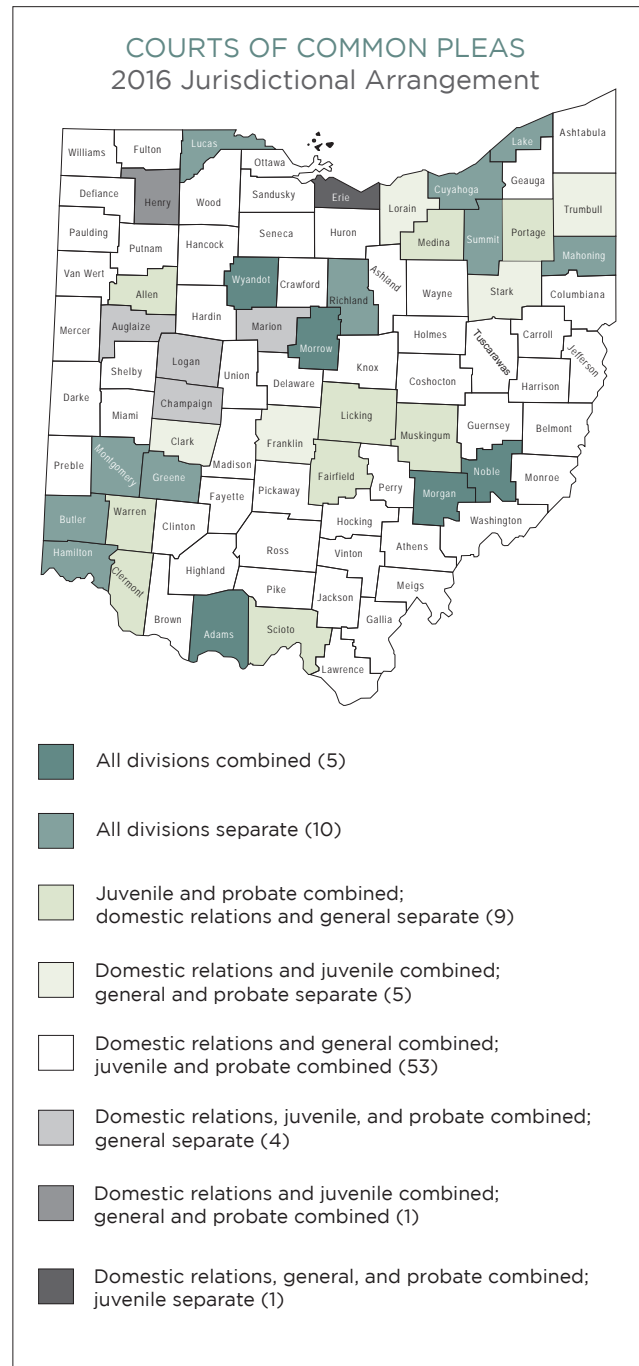 COURTS OF COMMON PLEAS
2016 Jurisdictional Arrangement
Williams
Fulton
Lucas
Ottawa
Lake
Ashtabula
Geauga
Cuyahoga
Defiance
Henry
Wood
Sandusky
Erie
Lorain
Trumbull
Paulding
Putnam
Hancock
Seneca
Huron
Medina
Summit
Portage
Mahoning
Van Wert
Allen
Wyandot
Crawford
Richland
Ashland
Wayne
Stark
Columbiana
Mercer
Auglaize
Hardin
Marion
Morrow
Holmes
Tuscarawas
Carroll
Jefferson
Shelby
Logan
Union
Delaware
Knox
Coshocton
Harrison
Darke
Miami
Champaign
Licking
Muskingum
Guernsey
Belmont
Clark
Franklin
Preble
Montgomery
Greene
Madison
Fairfield
Perry
Morgan
Noble
Monroe
Fayette
Pickaway
Washington
Butler
Warren
Clinton
Hocking
Athens
Hamilton
Clermont
Highland
Ross
Vinton
Meigs
Brown
Adams
Pike
Jackson
Gallia
Scioto
Lawrence
All divisions combined (5)
All divisions separate (10)
Juvenile and probate combined;
domestic relations and general separate (9)
Domestic relations and juvenile combined;
general and probate separate (5)
Domestic relations and general combined;
juvenile and probate combined (53)
Domestic relations, juvenile, and probate combined;
general separate (4)
Domestic relations and juvenile combined;
general and probate combined (1)
Domestic relations, general, and probate combined;
juvenile separate (1)